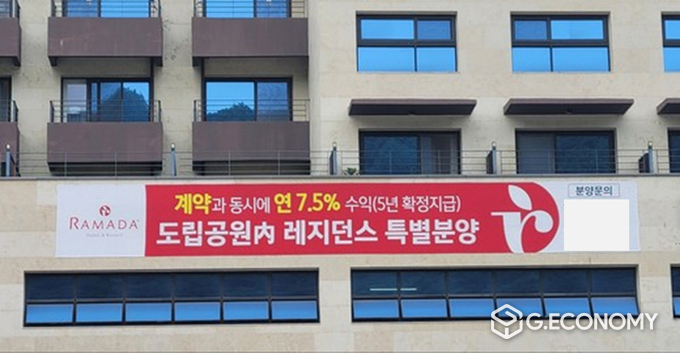 RAMADA
계약과 동시에 연 7.5% 수익(5년 확정지급)
도립공원內 레지던스 특별분양
분양문의
G.ECONOMY